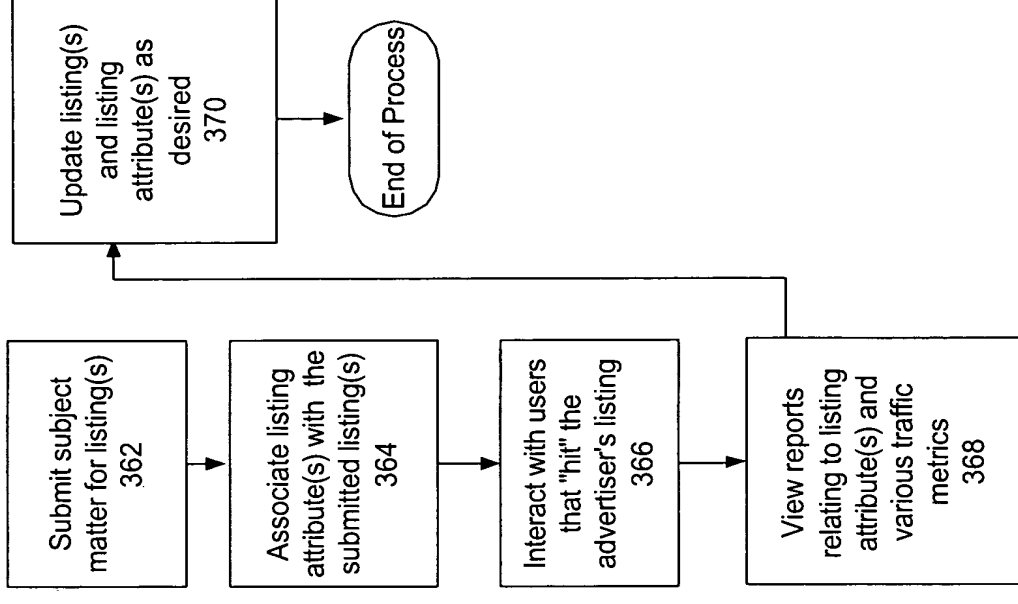 Submit subject
matter for listing(s)
362
Associate listing
attribute(s) with the
submitted listing(s)
364
Interact with users
that "hit" the
advertiser's listing
366
View reports
relating to listing
attribute(s) and
various traffic
metrics
368
Update listing(s)
and listing
attribute(s) as
desired
370
End of Process